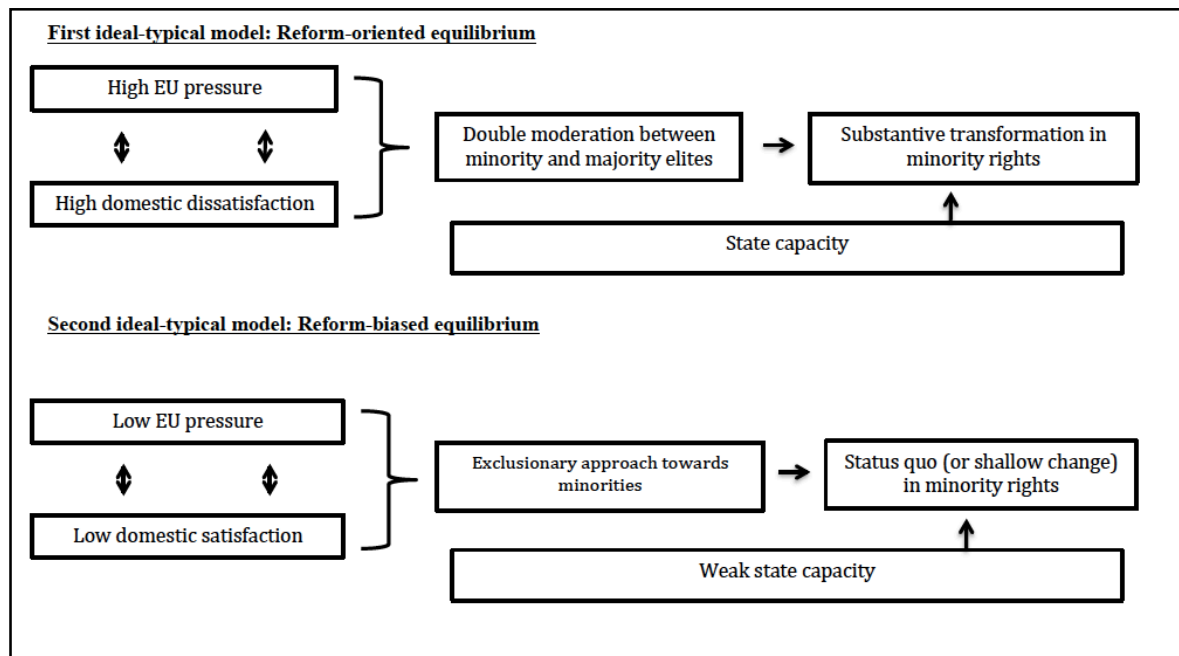 First ideal-typical model: Reform-oriented equilibrium
High EU pressure
High domestic dissatisfaction
Double moderation between
minority and majority elites
Substantive transformation in
minority rights
State capacity
Second ideal-typical model: Reform-biased equilibrium
Low EU pressure
Low domestic satisfaction
Exclusionary approach towards
minorities
Status quo (or shallow change)
in minority rights
Weak state capacity